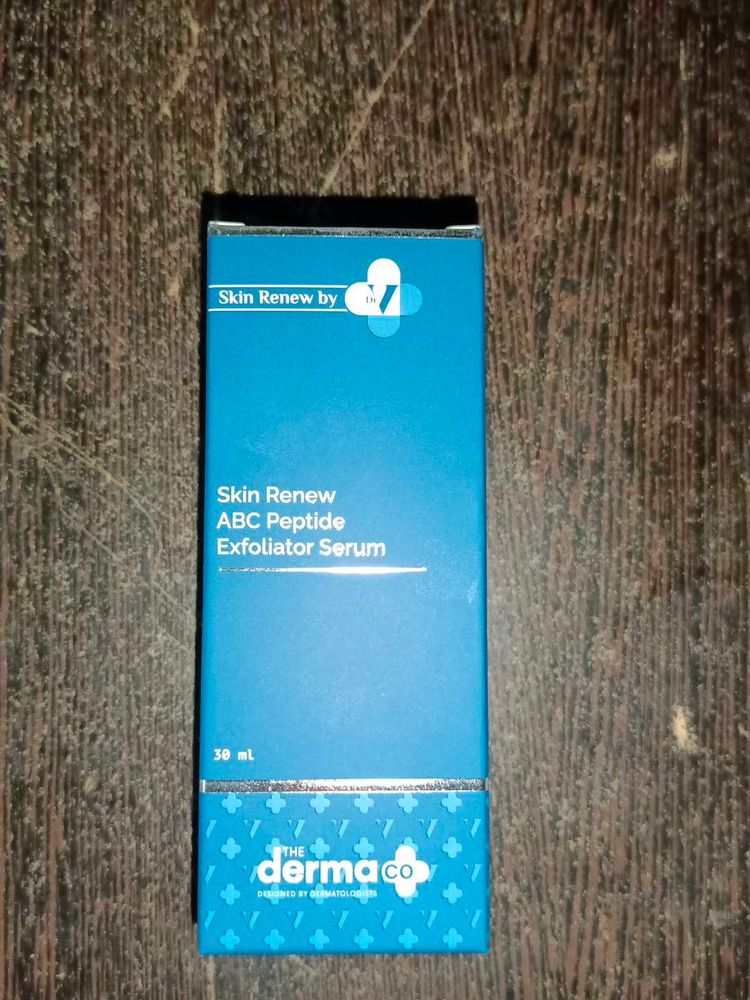 Skin Renew by Dr V
Skin Renew
ABC Peptide
Exfoliator Serum
30 ml
THE
derma co
DESIGNED BY DERMATOLOGISTS